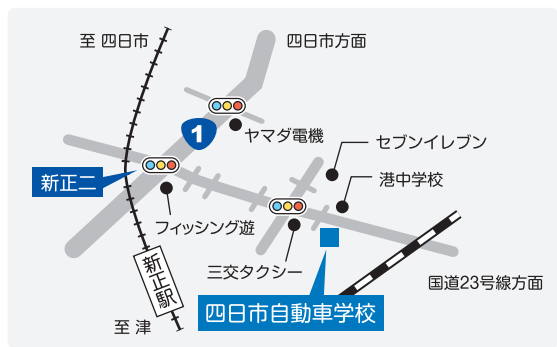 至 四日市
四日市方面
1
ヤマダ電機
セブンイレブン
新正二
港中学校
フィッシング遊
三交タクシー
新正駅
国道23号線方面
四日市自動車学校
至 津